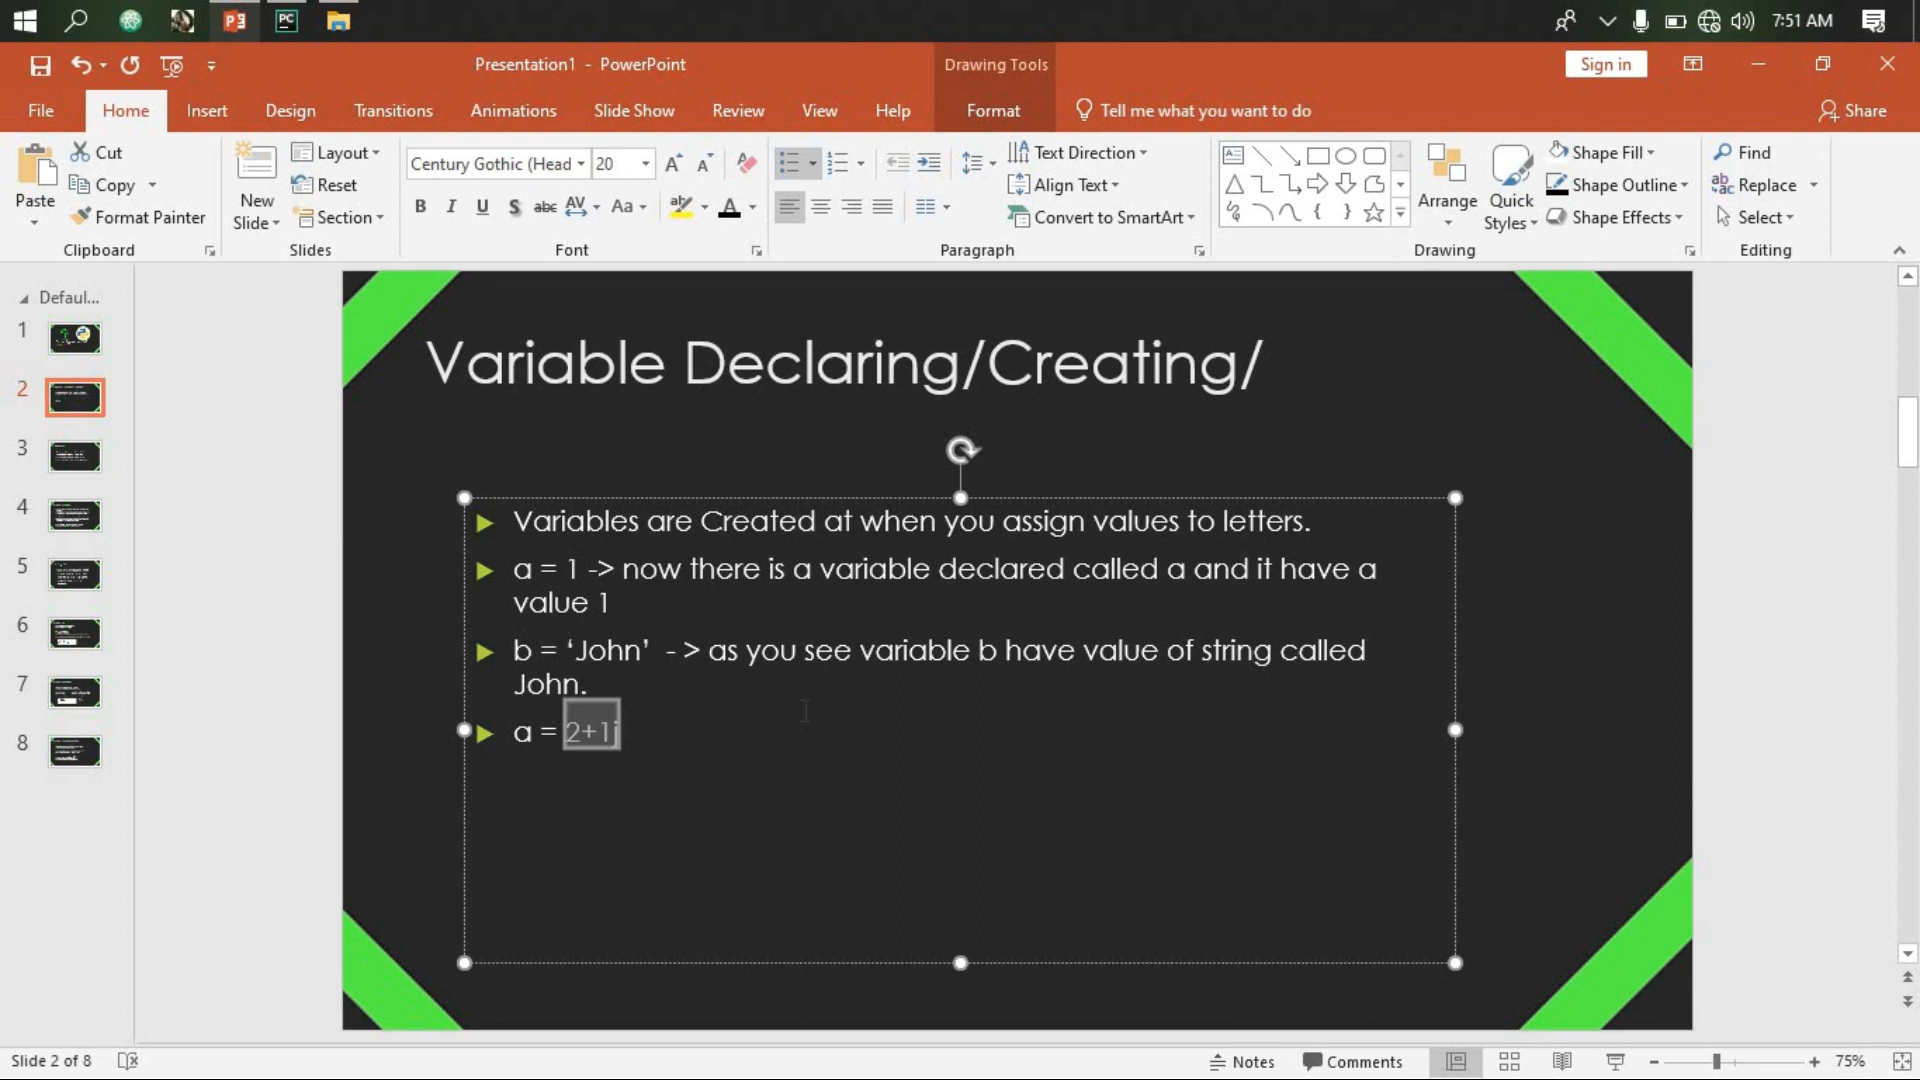 7:51 AM
Presentation1 - PowerPoint
Drawing Tools
Sign in
File Home Insert Design Transitions Animations Slide Show Review View Help Format Tell me what you want to do Share
Paste
Cut
Copy
Format Painter
Clipboard
New Slide
Layout
Reset
Section
Slides
Century Gothic (Head 20
B I U S abc AV Aa A
Font
Text Direction
Align Text
Convert to SmartArt
Paragraph
Arrange
Quick Styles
Shape Fill
Shape Outline
Shape Effects
Drawing
Find
Replace
Select
Editing
Defaul...
1
2
3
4
5
6
7
8
Variable Declaring/Creating/
Variables are Created at when you assign values to letters.
a = 1 -> now there is a variable declared called a and it have a
value 1
b = ‘John’ - > as you see variable b have value of string called
John.
a = 2+1j
Slide 2 of 8
Notes Comments 75%